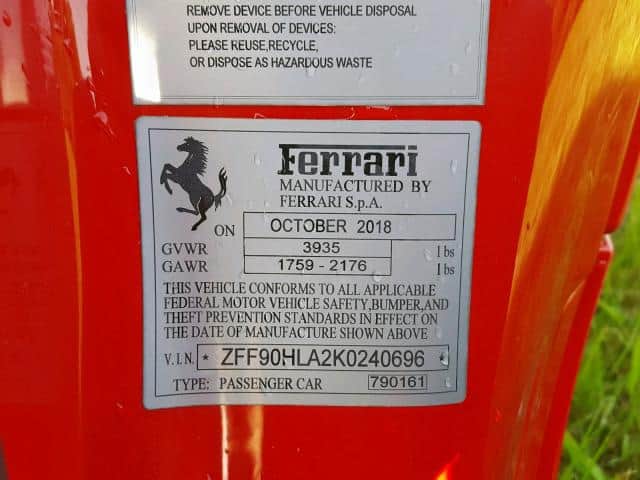 REMOVE DEVICE BEFORE VEHICLE DISPOSAL
UPON REMOVAL OF DEVICES:
PLEASE REUSE,RECYCLE,
OR DISPOSE AS HAZARDOUS WASTE
Ferrari
MANUFACTURED BY
FERRARI S.p.A.
ON OCTOBER 2018
GVWR 3935 lbs
GAWR 1759 - 2176 lbs
THIS VEHICLE CONFORMS TO ALL APPLICABLE
FEDERAL MOTOR VEHICLE SAFETY,BUMPER,AND
THEFT PREVENTION STANDARDS IN EFFECT ON
THE DATE OF MANUFACTURE SHOWN ABOVE
V.I.N. * ZFF90HLA2K0240696 *
TYPE: PASSENGER CAR 790161